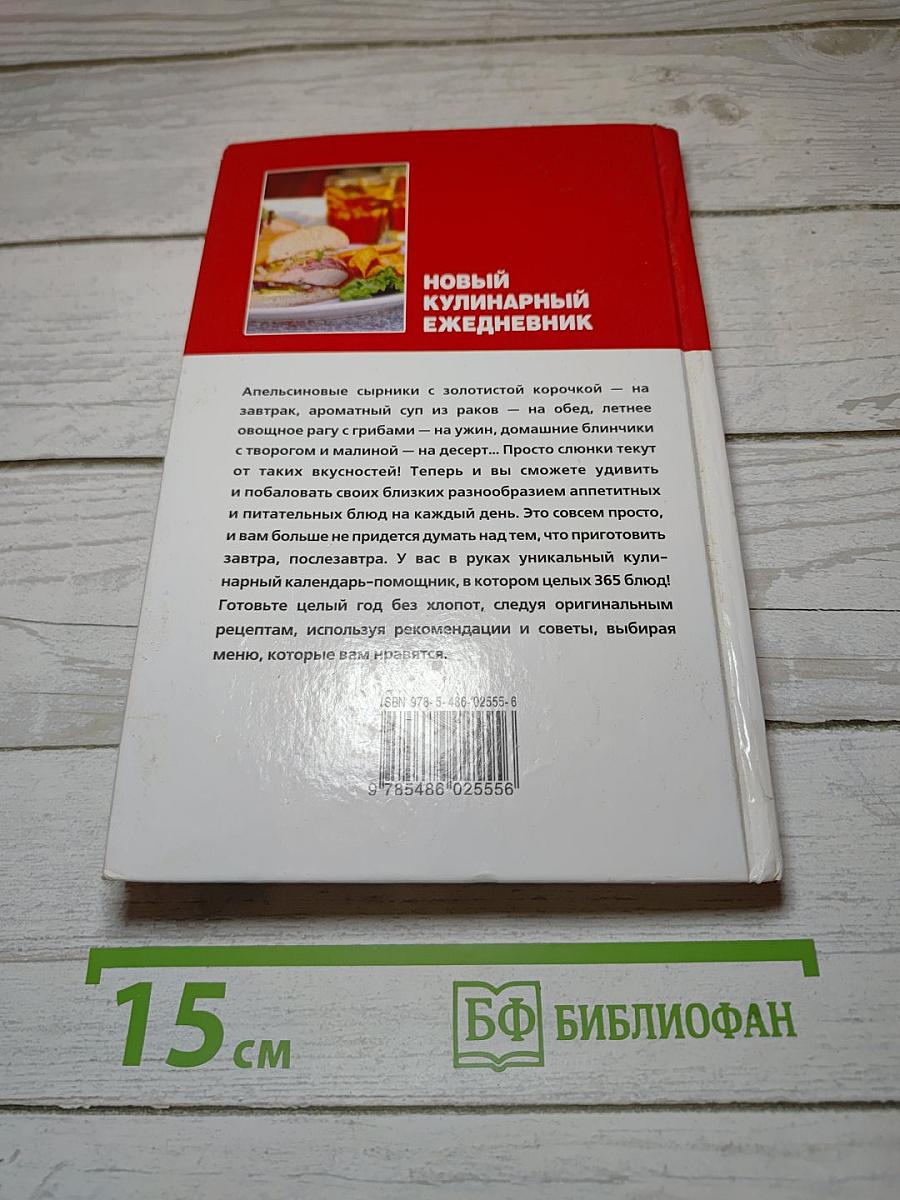 НОВЫЙ
КУЛИНАРНЫЙ
ЕЖЕДНЕВНИК
Апельсиновые сырники с золотистой корочкой — на
завтрак, ароматный суп из раков — на обед, летнее
овощное рагу с грибами — на ужин, домашние блинчики
с творогом и малиной — на десерт... Просто слюнки текут
от таких вкусностей! Теперь и вы сможете удивить
и побаловать своих близких разнообразием аппетитных
и питательных блюд на каждый день. Это совсем просто,
и вам больше не придется думать над тем, что приготовить
завтра, послезавтра. У вас в руках уникальный кули-
нарный календарь-помощник, в котором целых 365 блюд!
Готовьте целый год без хлопот, следуя оригинальным
рецептам, используя рекомендации и советы, выбирая
меню, которые вам нравятся.
ISBN 978-5-486-02555-6
9 785486 025556
15 см
БФ БИБЛИОФАН